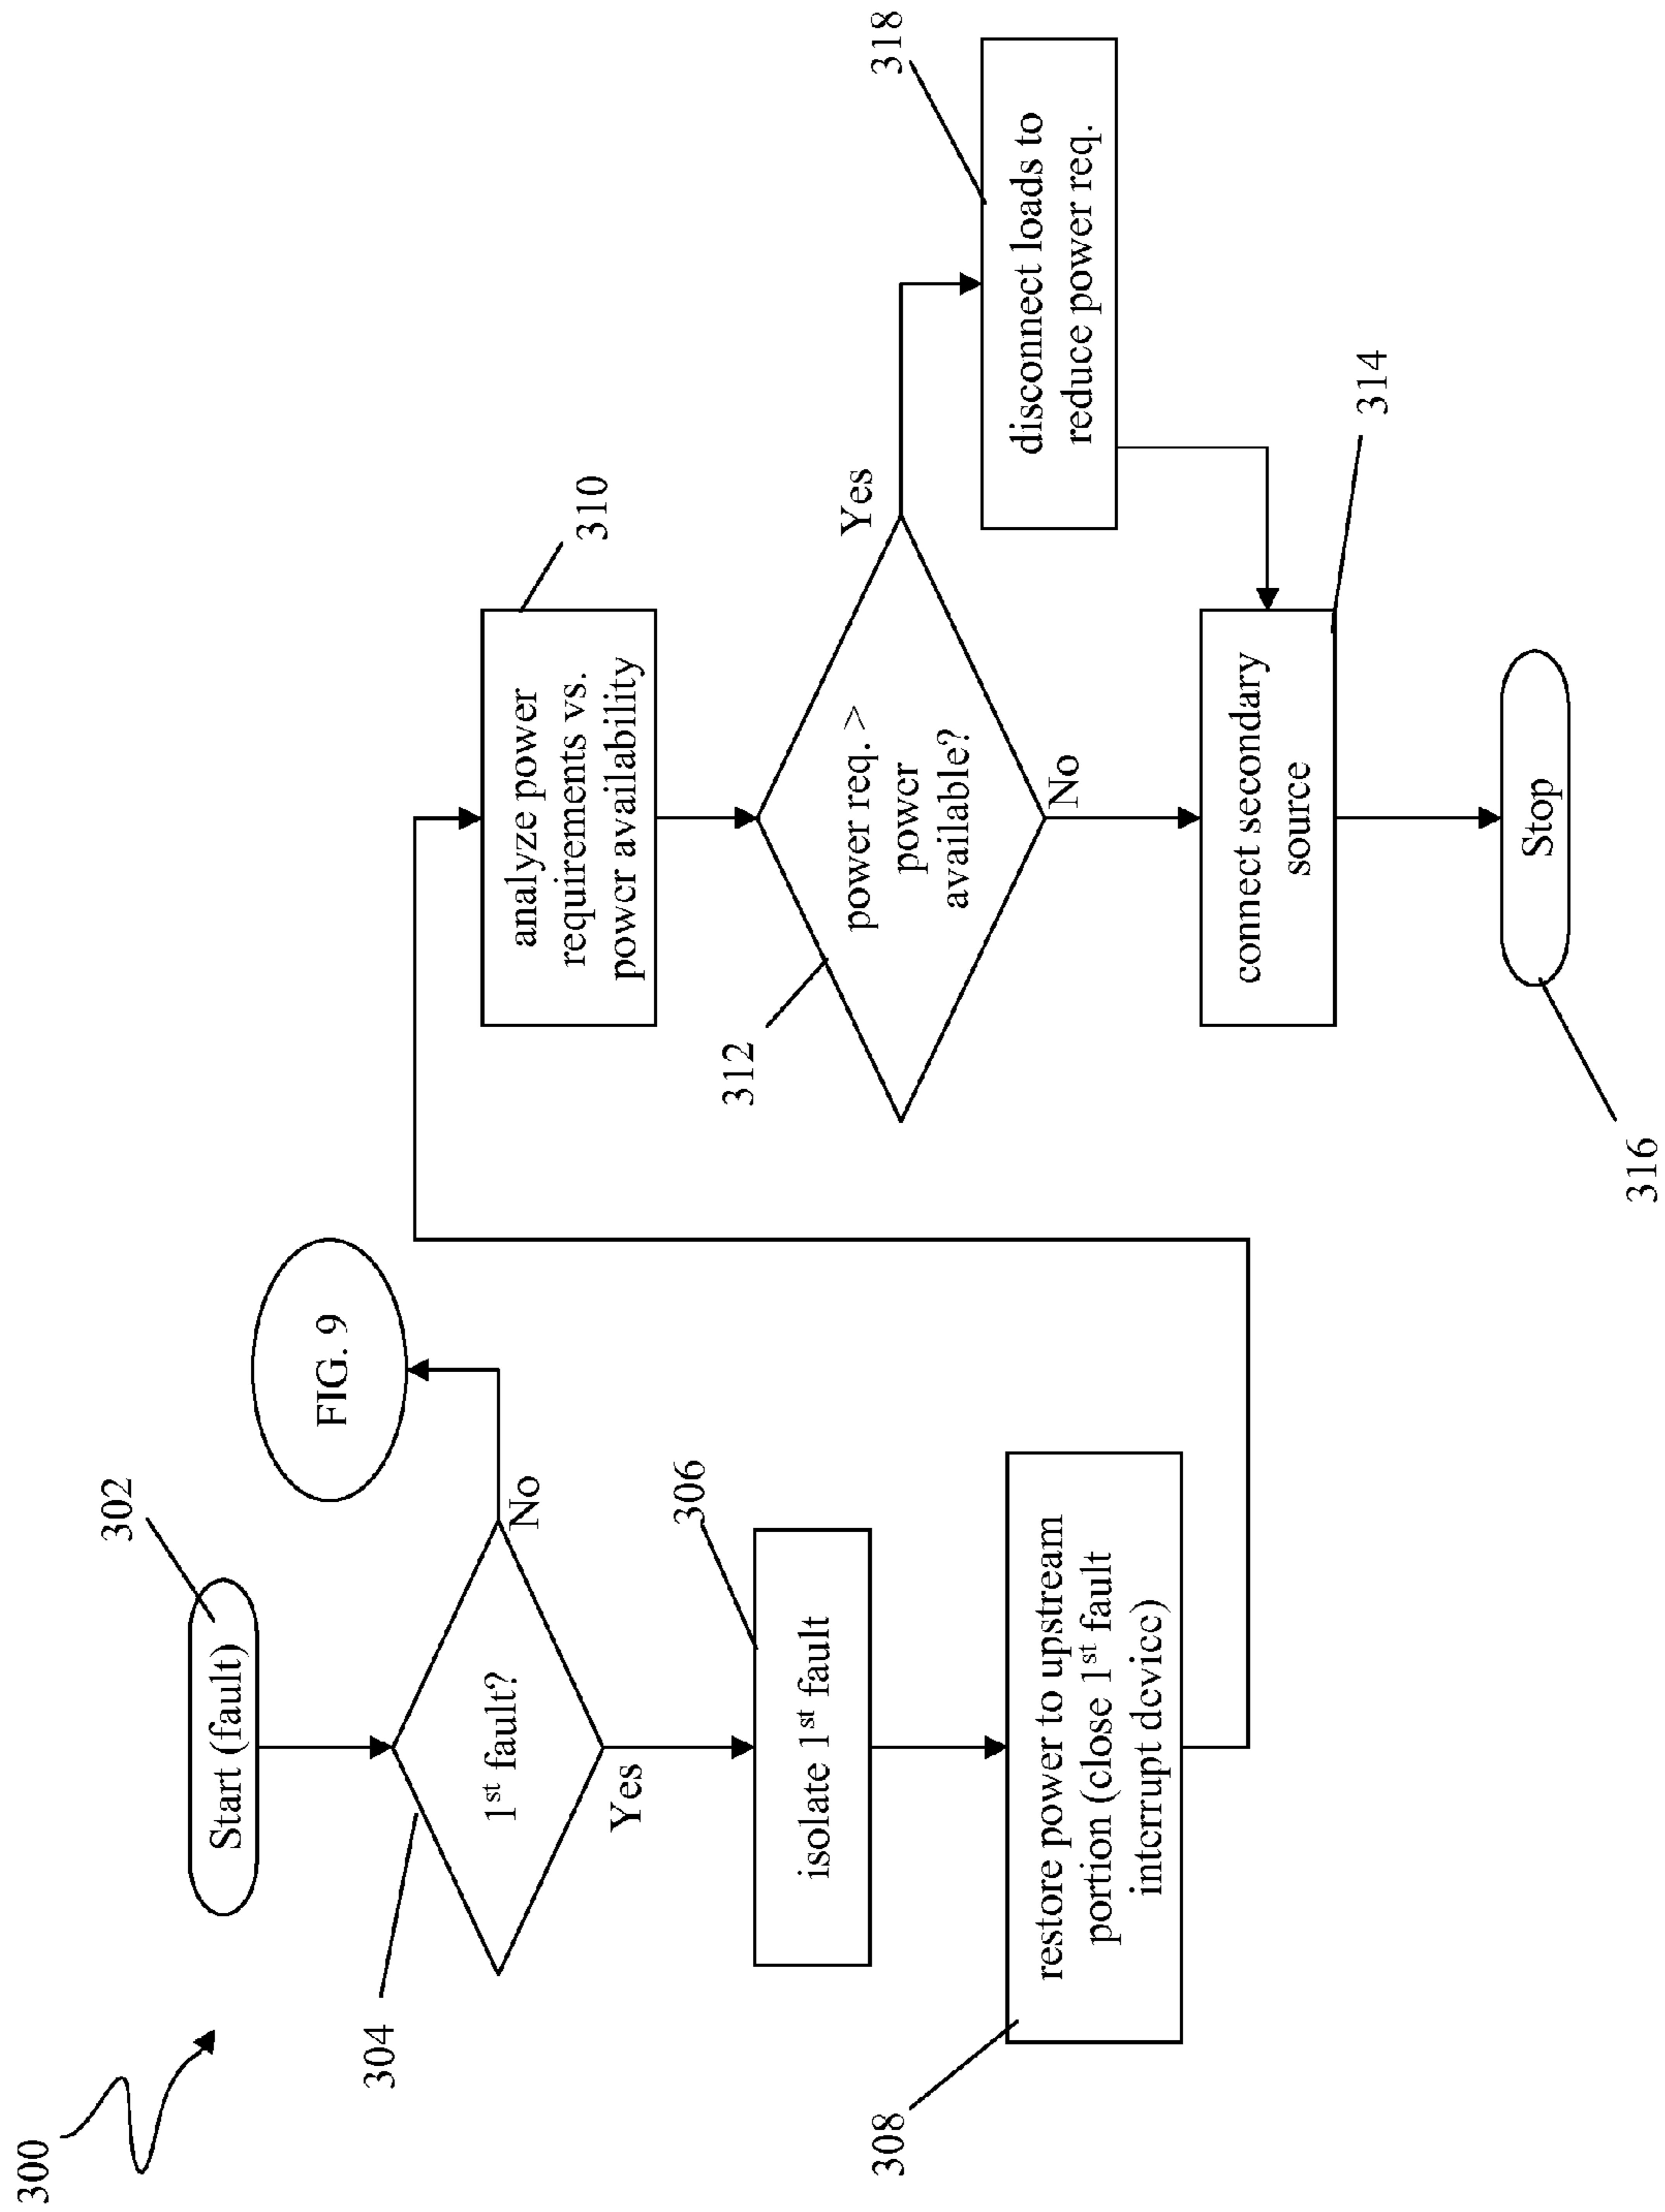 300
302
Start (fault)
304
1st fault?
No
FIG. 9
Yes
306
isolate 1st fault
308
restore power to upstream
portion (close 1st fault
interrupt device)
310
analyze power
requirements vs.
power availability
312
power req. >
power
available?
Yes
No
318
disconnect loads to
reduce power req.
314
connect secondary
source
316
Stop